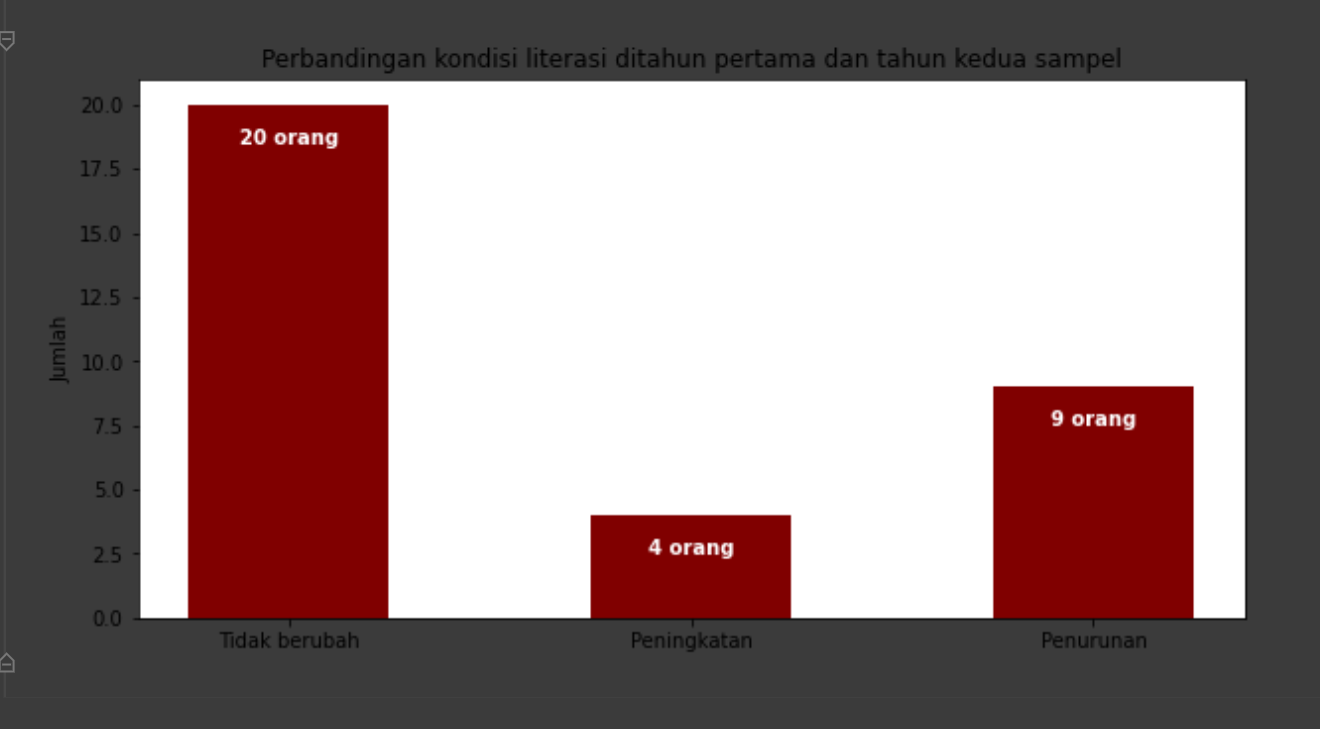 Perbandingan kondisi literasi ditahun pertama dan tahun kedua sampel
20.0
17.5
15.0
12.5
10.0
7.5
5.0
2.5
0.0
Jumlah
20 orang
4 orang
9 orang
Tidak berubah
Peningkatan
Penurunan